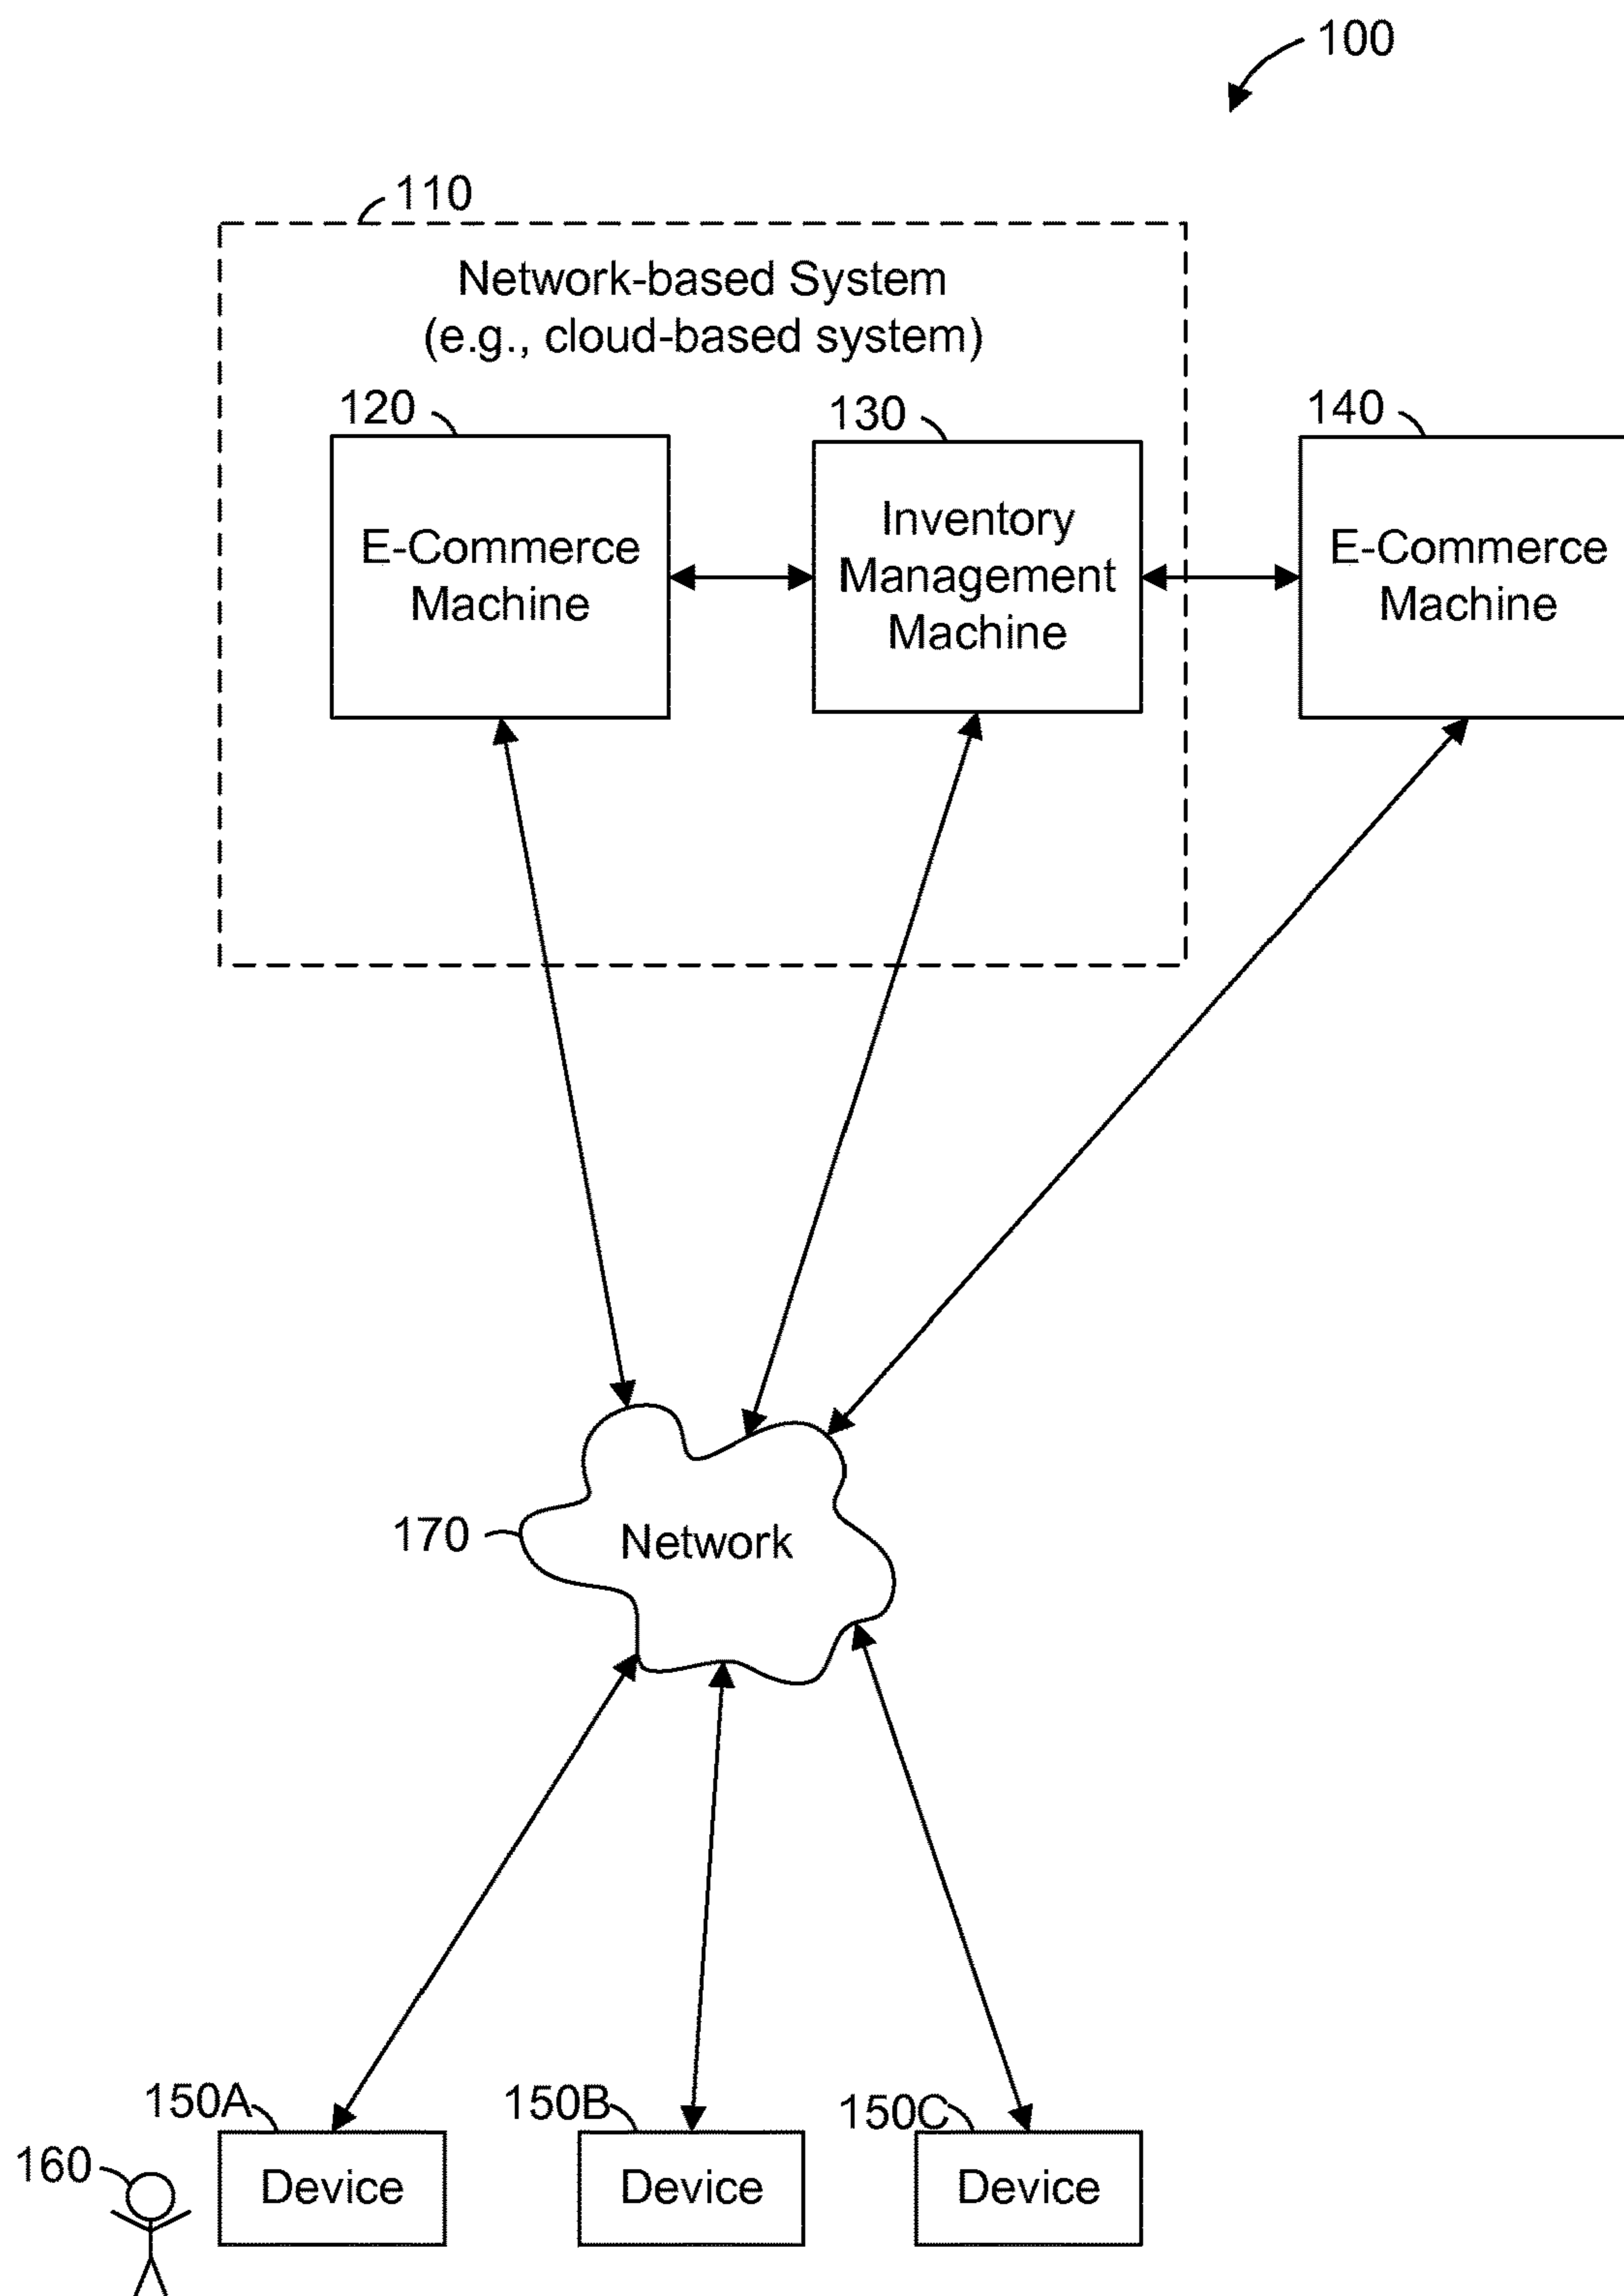 100
110
Network-based System
(e.g., cloud-based system)
120
130
140
E-Commerce
Machine
Inventory
Management
Machine
E-Commerce
Machine
170
Network
150A
150B
150C
160
Device
Device
Device